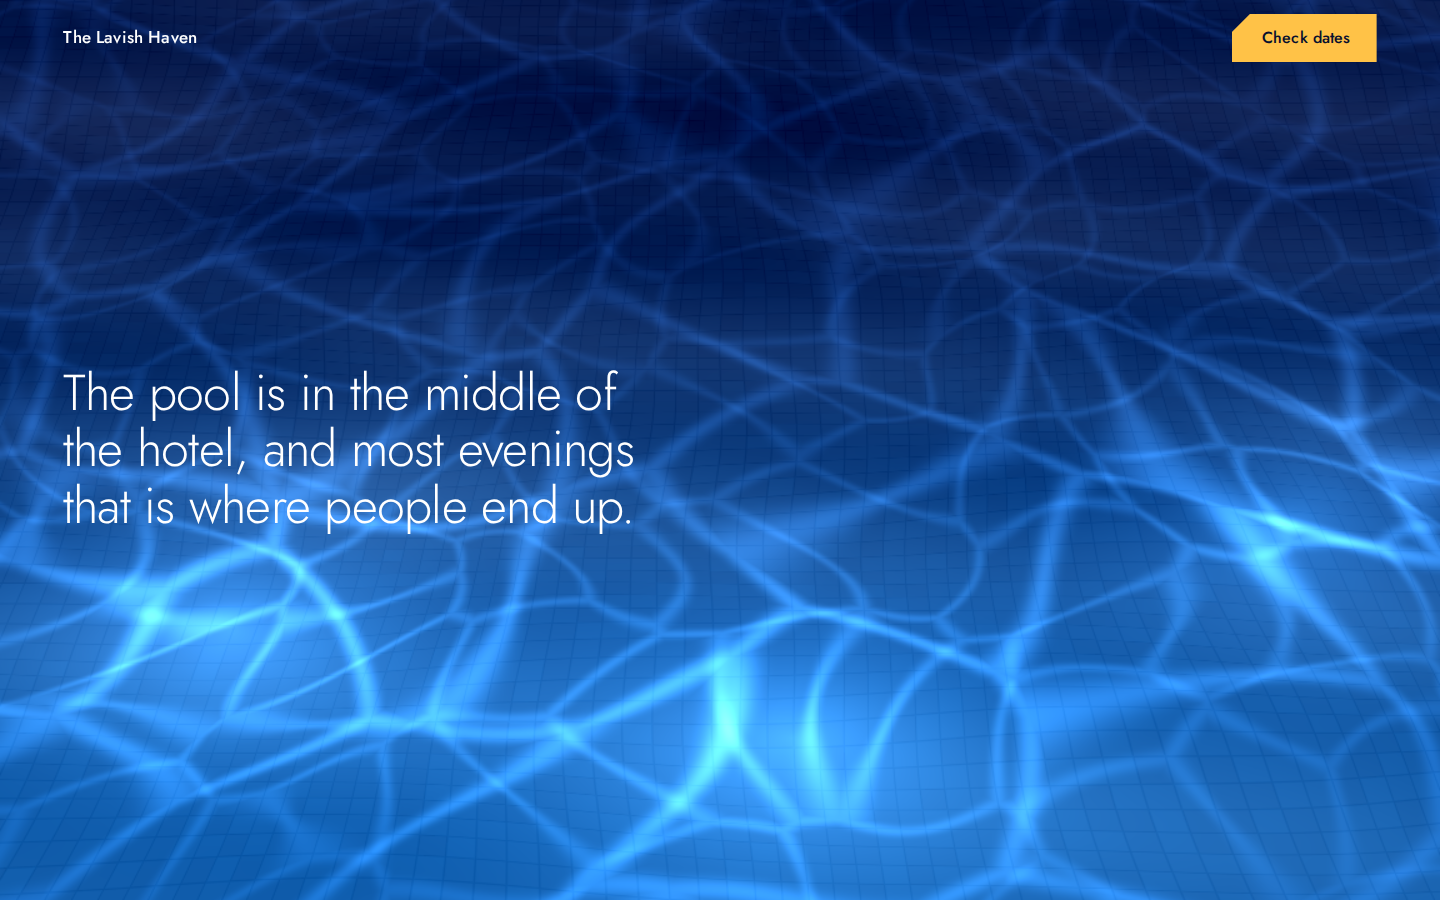 The Lavish Haven
Check dates
The pool is in the middle of
the hotel, and most evenings
that is where people end up.